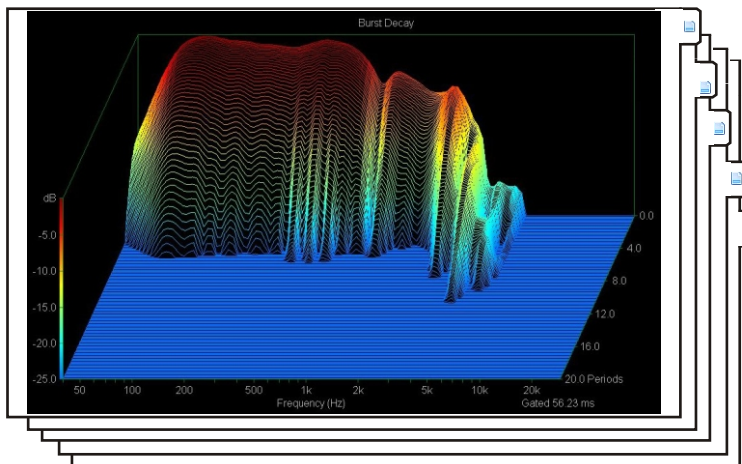 Burst Decay
dB
-5.0
-10.0
-15.0
-20.0
-25.0
0.0
4.0
8.0
12.0
16.0
20.0 Periods
50 100 200 500 1k 2k 5k 10k 20k
Frequency (Hz)
Gated 56.23 ms